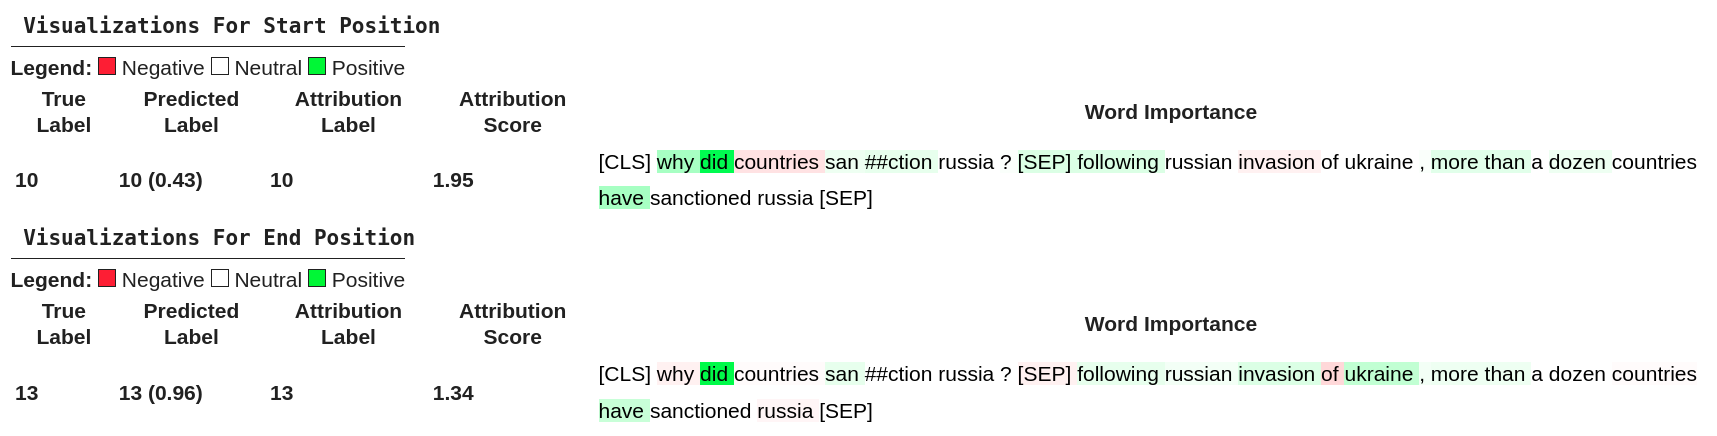 Visualizations For Start Position
Legend: Negative Neutral Positive
True Label Predicted Label Attribution Label Attribution Score Word Importance
10 10 (0.43) 10 1.95 [CLS] why did countries san ##ction russia ? [SEP] following russian invasion of ukraine , more than a dozen countries
have sanctioned russia [SEP]
Visualizations For End Position
Legend: Negative Neutral Positive
True Label Predicted Label Attribution Label Attribution Score Word Importance
13 13 (0.96) 13 1.34 [CLS] why did countries san ##ction russia ? [SEP] following russian invasion of ukraine , more than a dozen countries
have sanctioned russia [SEP]